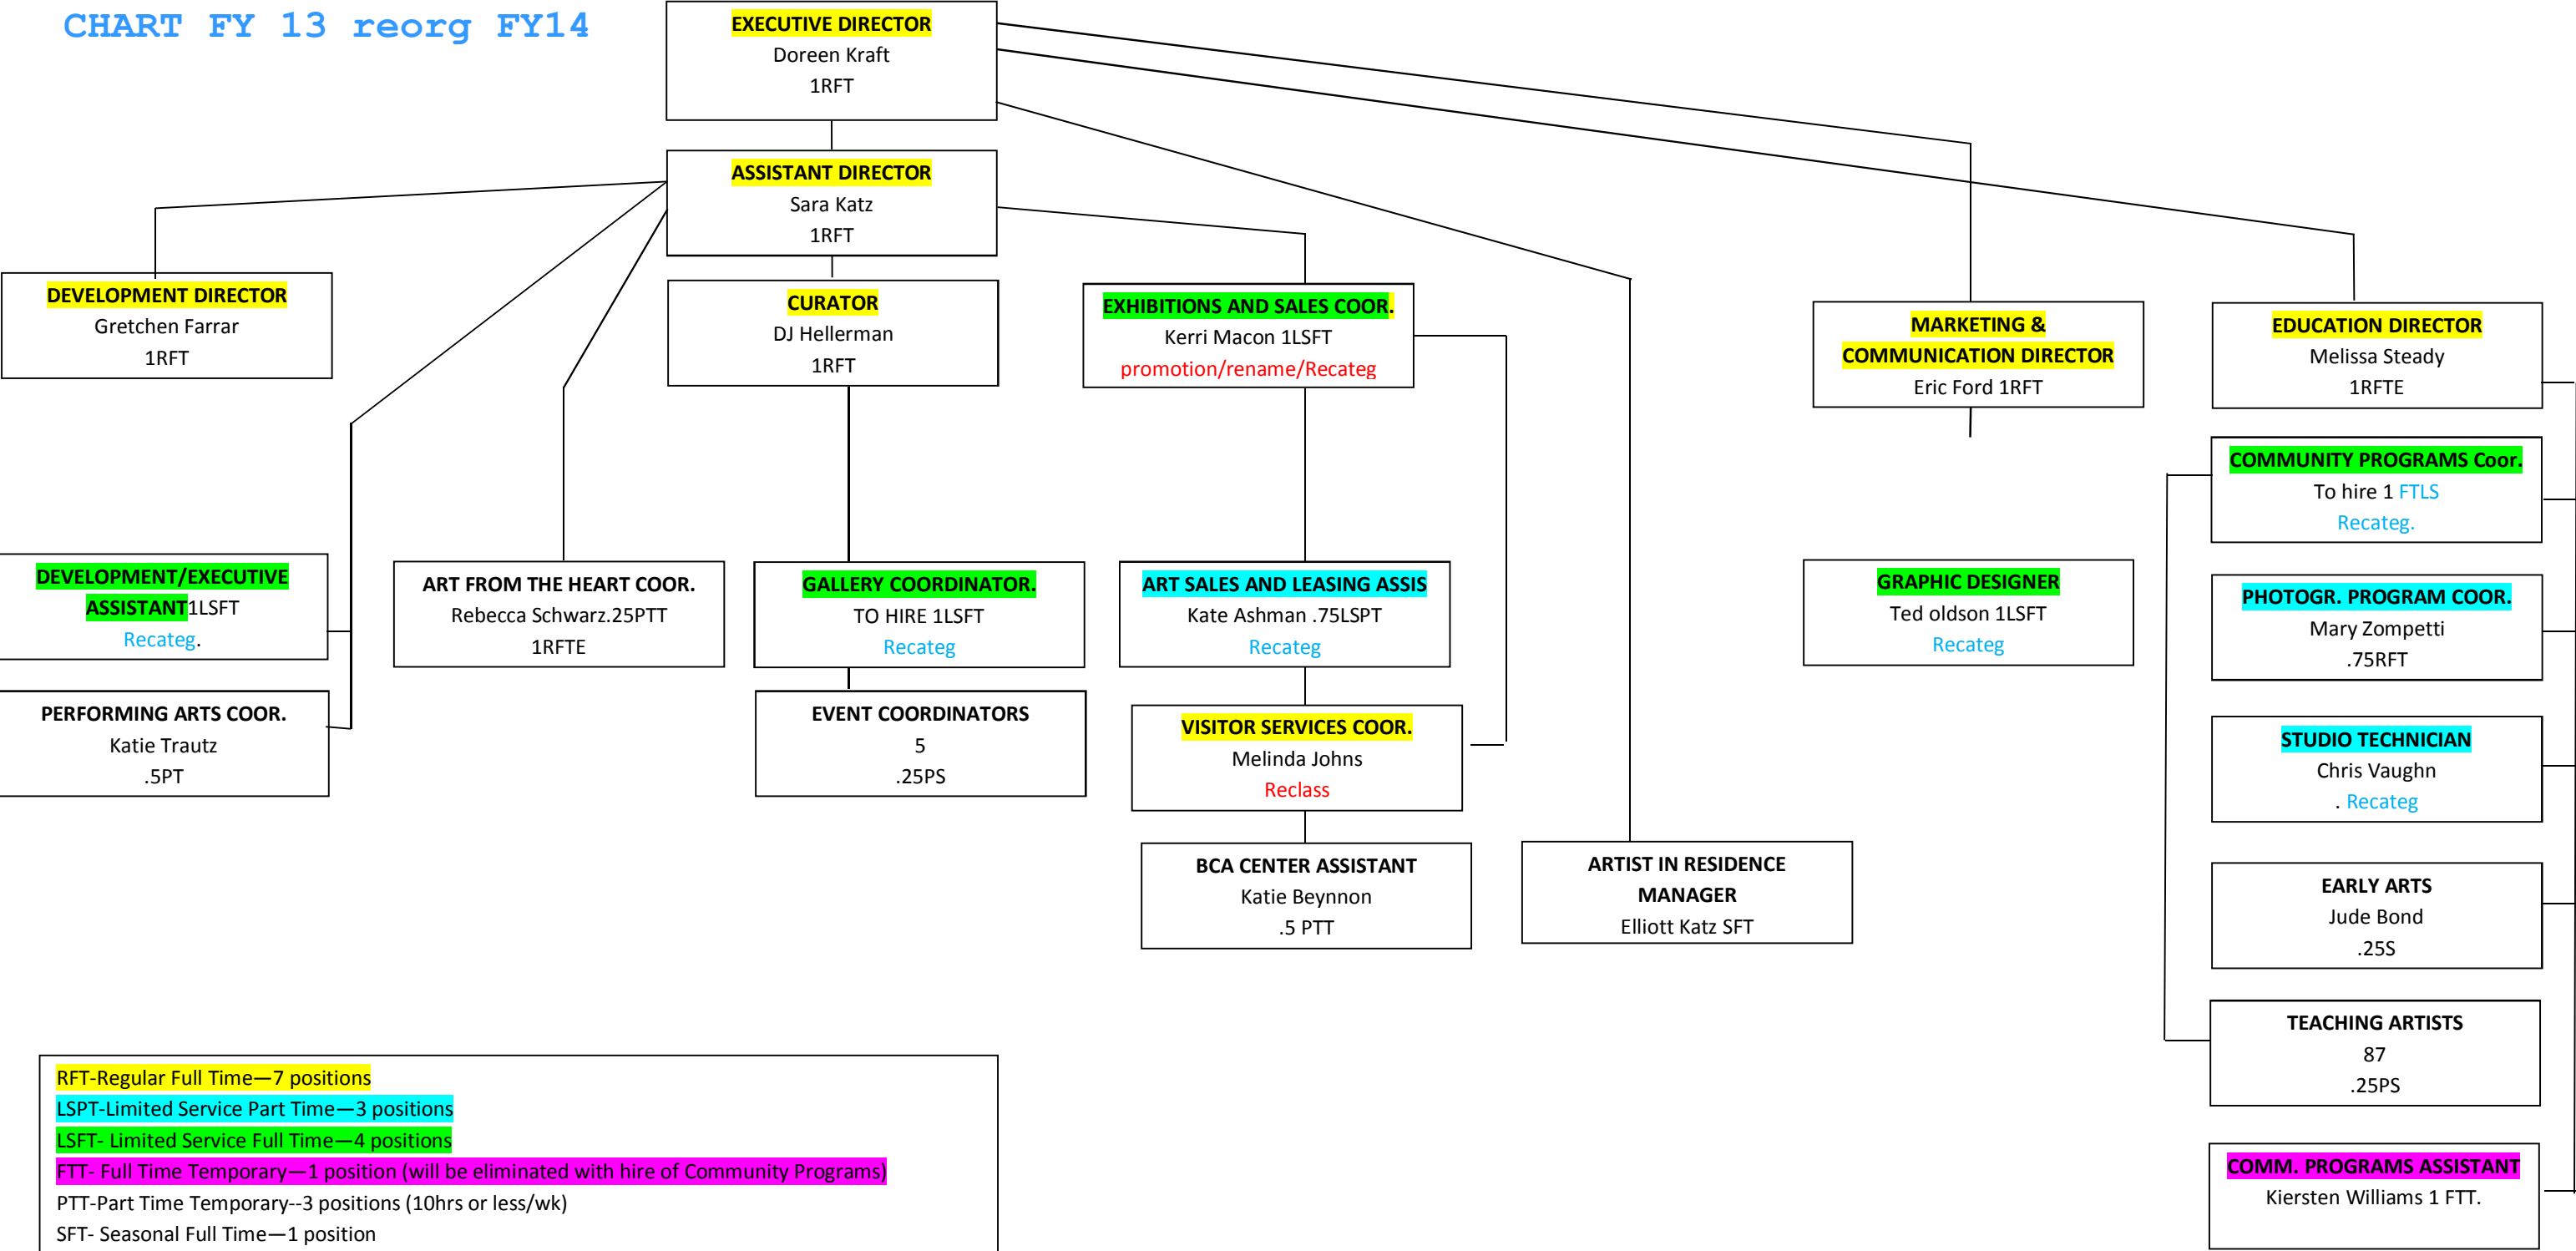 CHART FY 13 reorg FY14
EXECUTIVE DIRECTOR
Doreen Kraft
1RFT
ASSISTANT DIRECTOR
Sara Katz
1RFT
DEVELOPMENT DIRECTOR
Gretchen Farrar
1RFT
CURATOR
DJ Hellerman
1RFT
EXHIBITIONS AND SALES COOR.
Kerri Macon 1LSFT
promotion/rename/Recateg
MARKETING &
COMMUNICATION DIRECTOR
Eric Ford 1RFT
EDUCATION DIRECTOR
Melissa Steady
1RFTE
COMMUNITY PROGRAMS Coor.
To hire 1 FTLS
Recateg.
DEVELOPMENT/EXECUTIVE
ASSISTANT1LSFT
Recateg.
ART FROM THE HEART COOR.
Rebecca Schwarz.25PTT
1RFTE
GALLERY COORDINATOR.
TO HIRE 1LSFT
Recateg
ART SALES AND LEASING ASSIS
Kate Ashman .75LSPT
Recateg
GRAPHIC DESIGNER
Ted oldson 1LSFT
Recateg
PHOTOGR. PROGRAM COOR.
Mary Zompetti
.75RFT
PERFORMING ARTS COOR.
Katie Trautz
.5PT
EVENT COORDINATORS
5
.25PS
VISITOR SERVICES COOR.
Melinda Johns
Reclass
STUDIO TECHNICIAN
Chris Vaughn
. Recateg
BCA CENTER ASSISTANT
Katie Beynnon
.5 PTT
ARTIST IN RESIDENCE
MANAGER
Elliott Katz SFT
EARLY ARTS
Jude Bond
.25S
TEACHING ARTISTS
87
.25PS
COMM. PROGRAMS ASSISTANT
Kiersten Williams 1 FTT.
RFT-Regular Full Time—7 positions
LSPT-Limited Service Part Time—3 positions
LSFT- Limited Service Full Time—4 positions
FTT- Full Time Temporary—1 position (will be eliminated with hire of Community Programs)
PTT-Part Time Temporary--3 positions (10hrs or less/wk)
SFT- Seasonal Full Time—1 position